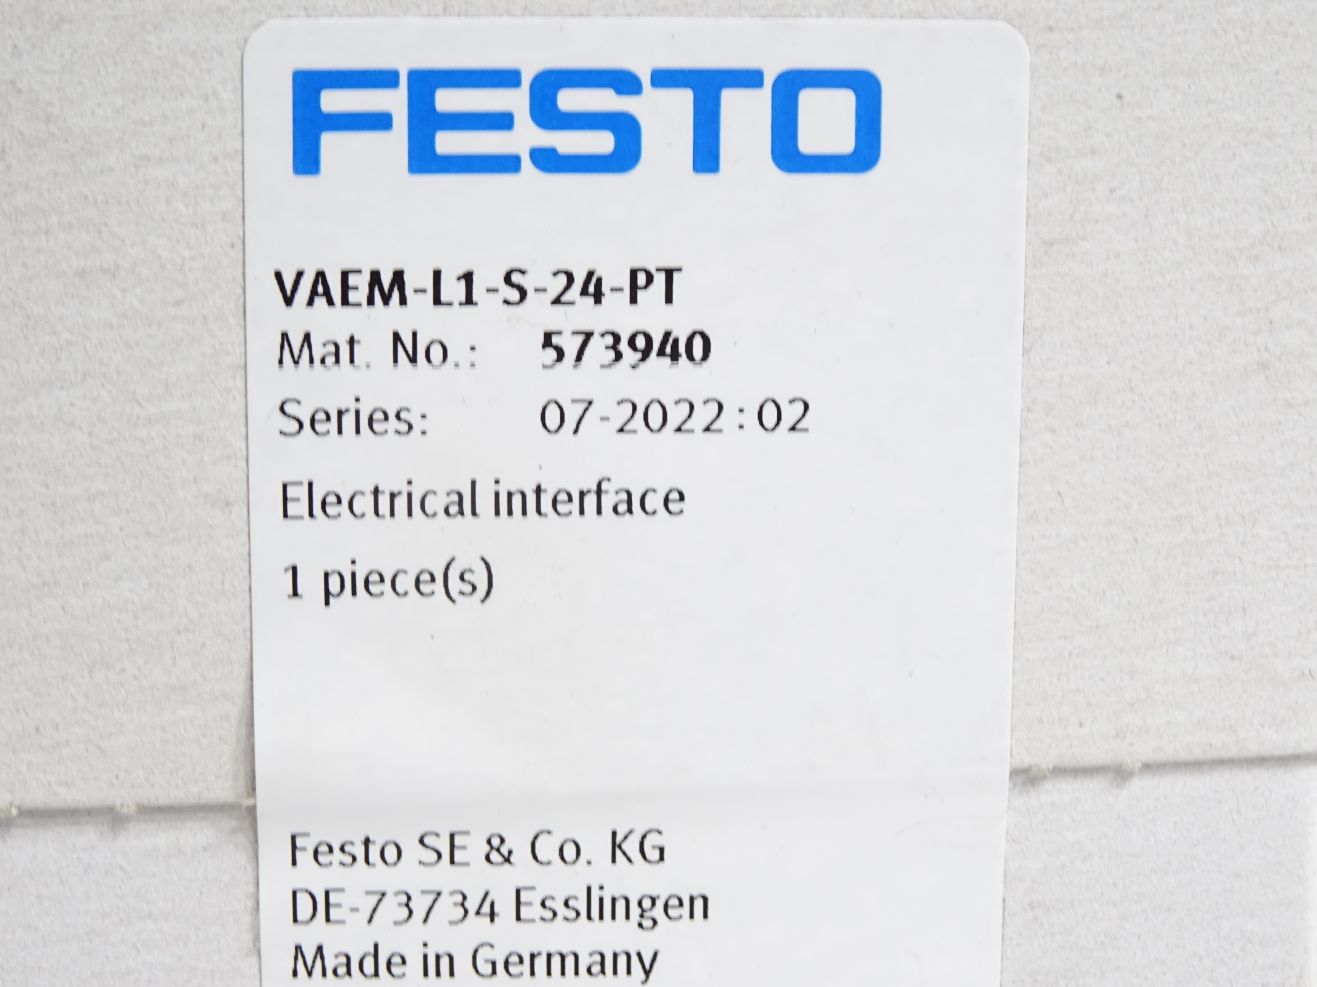 FESTO
VAEM-L1-S-24-PT
Mat. No.: 573940
Series: 07-2022:02
Electrical interface
1 piece(s)
Festo SE & Co. KG
DE-73734 Esslingen
Made in Germany